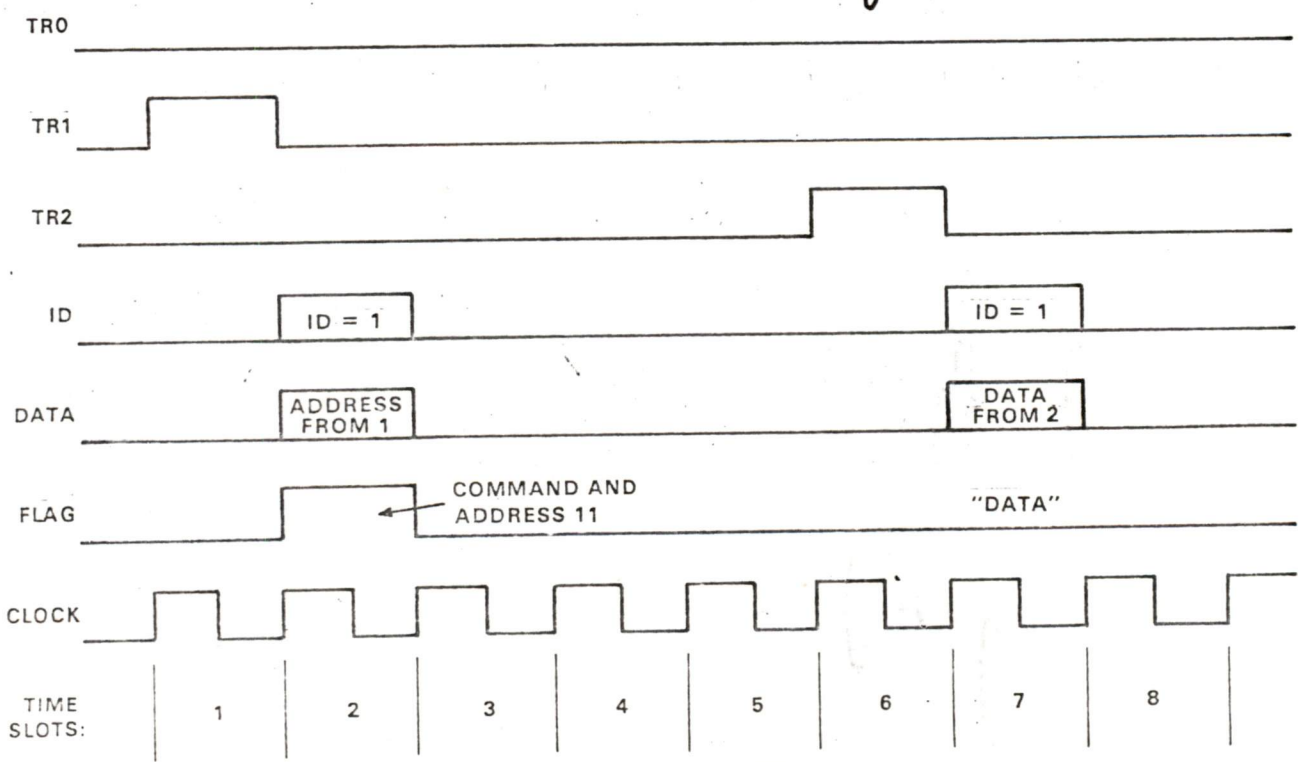 TR0
TR1
TR2
ID
ID = 1
ID = 1
DATA
ADDRESS
FROM 1
DATA
FROM 2
FLAG
COMMAND AND
ADDRESS 11
"DATA"
CLOCK
TIME
SLOTS:
1
2
3
4
5
6
7
8